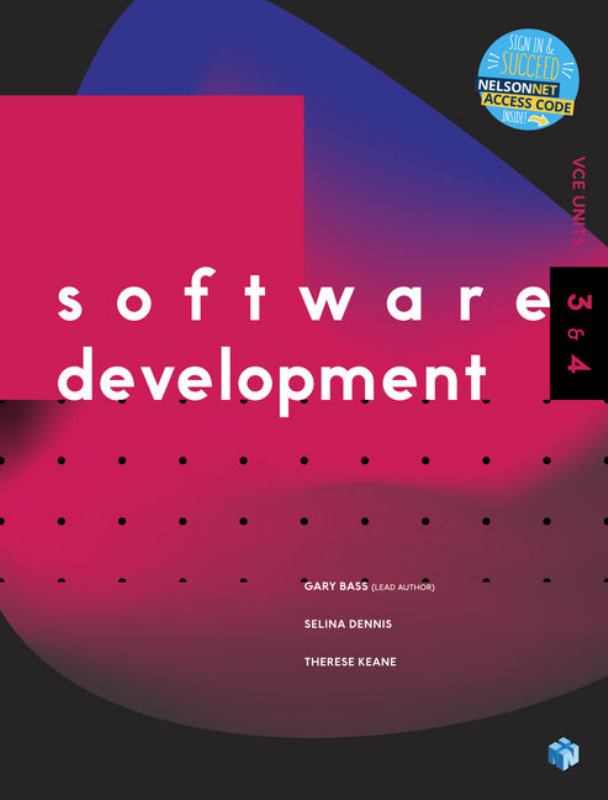 SIGN IN &
SUCCEED
NELSONNET
ACCESS CODE
INSIDE!
VCE UNITS
3 & 4
software
development
GARY BASS (LEAD AUTHOR)
SELINA DENNIS
THERESE KEANE